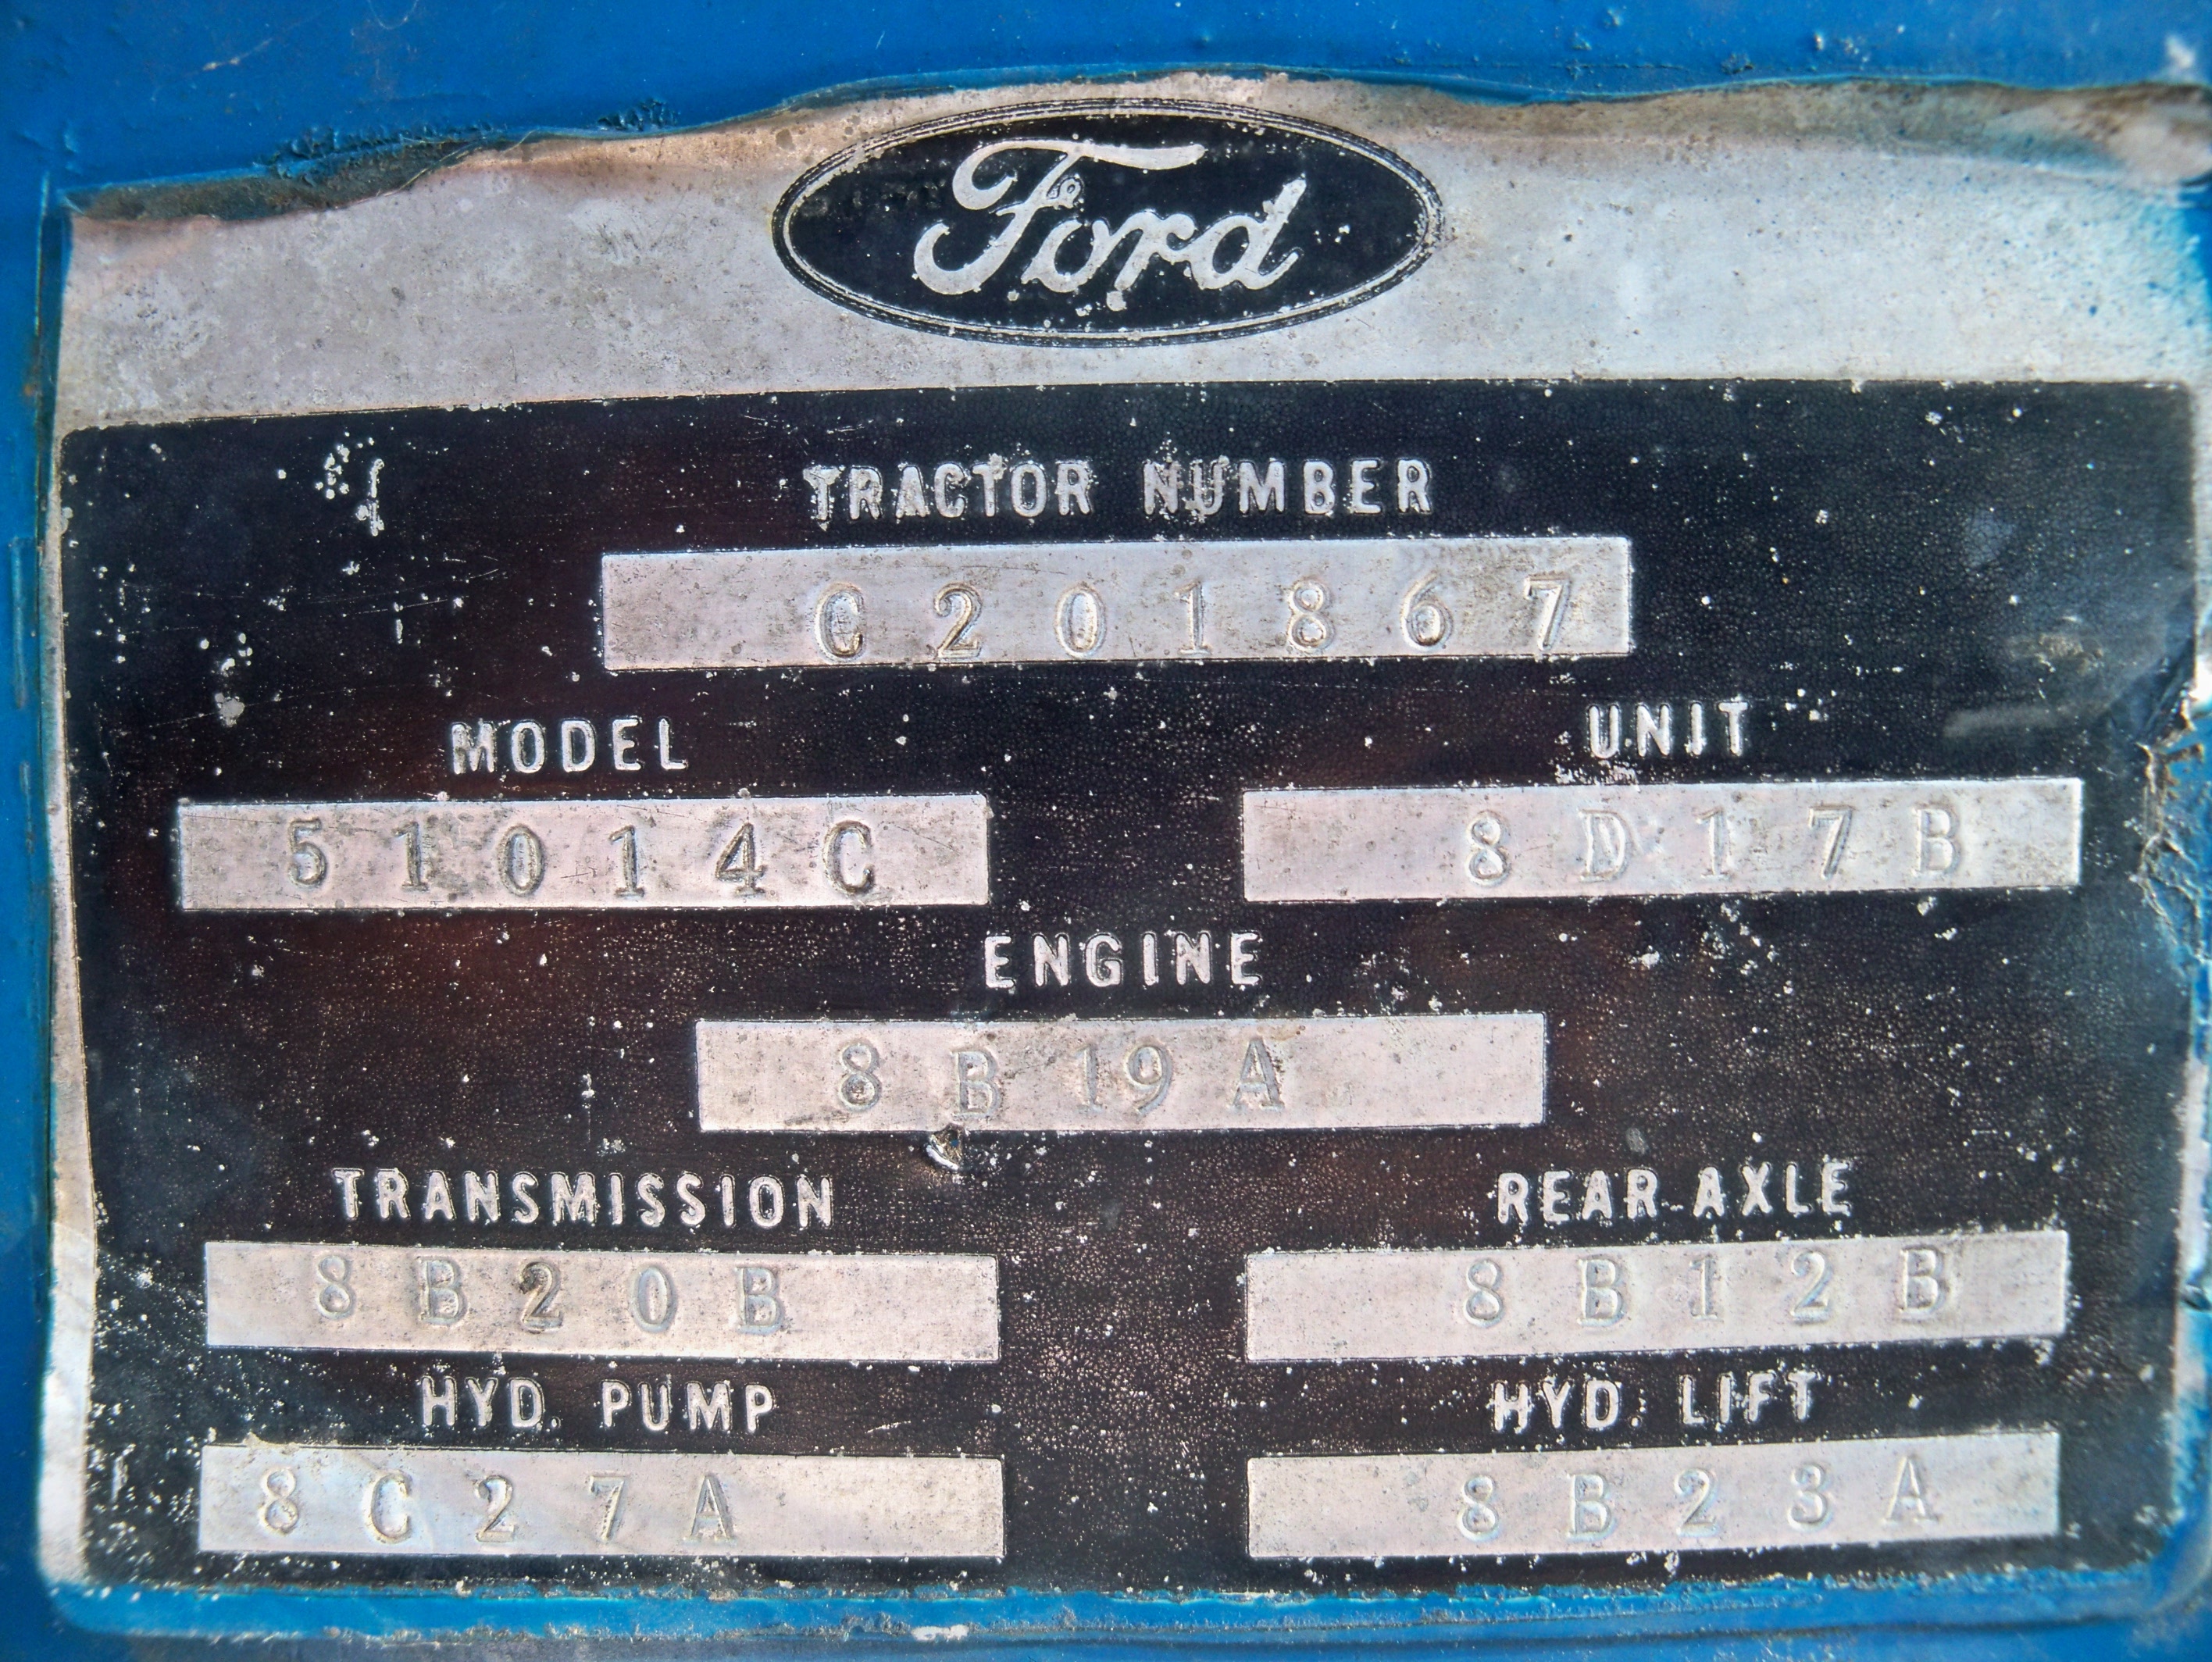 Ford
TRACTOR NUMBER
C201867
MODEL UNIT
51014C 8D17B
ENGINE
8B19A
TRANSMISSION REAR AXLE
8B20B 8B12B
HYD. PUMP HYD. LIFT
8C27A 8B23A